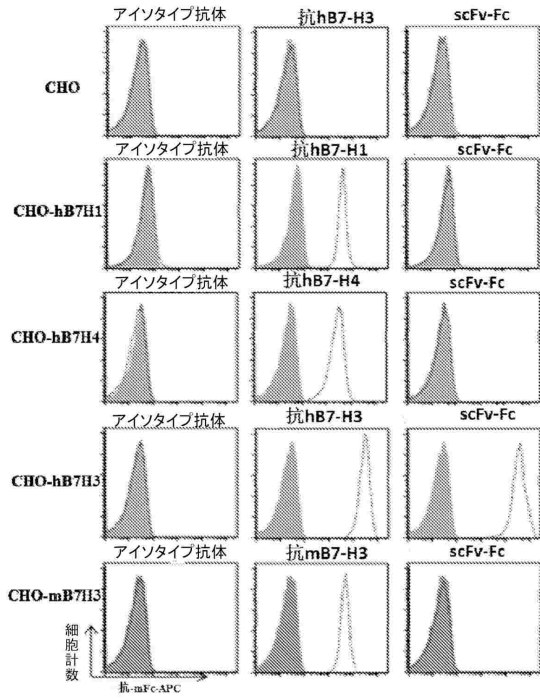 アイソタイプ抗体 抗hB7-H3 scFv-Fc
CHO
アイソタイプ抗体 抗hB7-H1 scFv-Fc
CHO-hB7H1
アイソタイプ抗体 抗hB7-H4 scFv-Fc
CHO-hB7H4
アイソタイプ抗体 抗hB7-H3 scFv-Fc
CHO-hB7H3
アイソタイプ抗体 抗mB7-H3 scFv-Fc
CHO-mB7H3
細胞計数
抗-mFc-APC